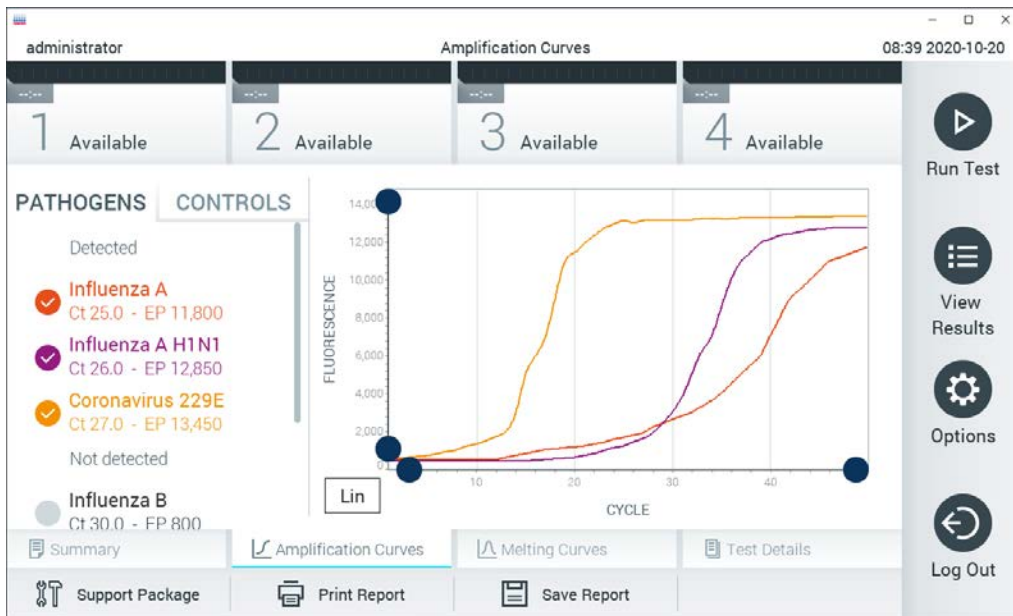 administrator
Amplification Curves
08:39 2020-10-20
--:--
--:--
--:--
--:--
1 Available
2 Available
3 Available
4 Available
Run Test
PATHOGENS
CONTROLS
Detected
Influenza A
Ct 25.0 - EP 11,800
Influenza A H1N1
Ct 26.0 - EP 12,850
Coronavirus 229E
Ct 27.0 - EP 13,450
Not detected
Influenza B
Ct 30.0 - EP 800
FLUORESCENCE
12,000
10,000
8,000
6,000
4,000
2,000
0
10
20
30
40
CYCLE
Lin
View
Results
Options
Log Out
Summary
Amplification Curves
Melting Curves
Test Details
Support Package
Print Report
Save Report